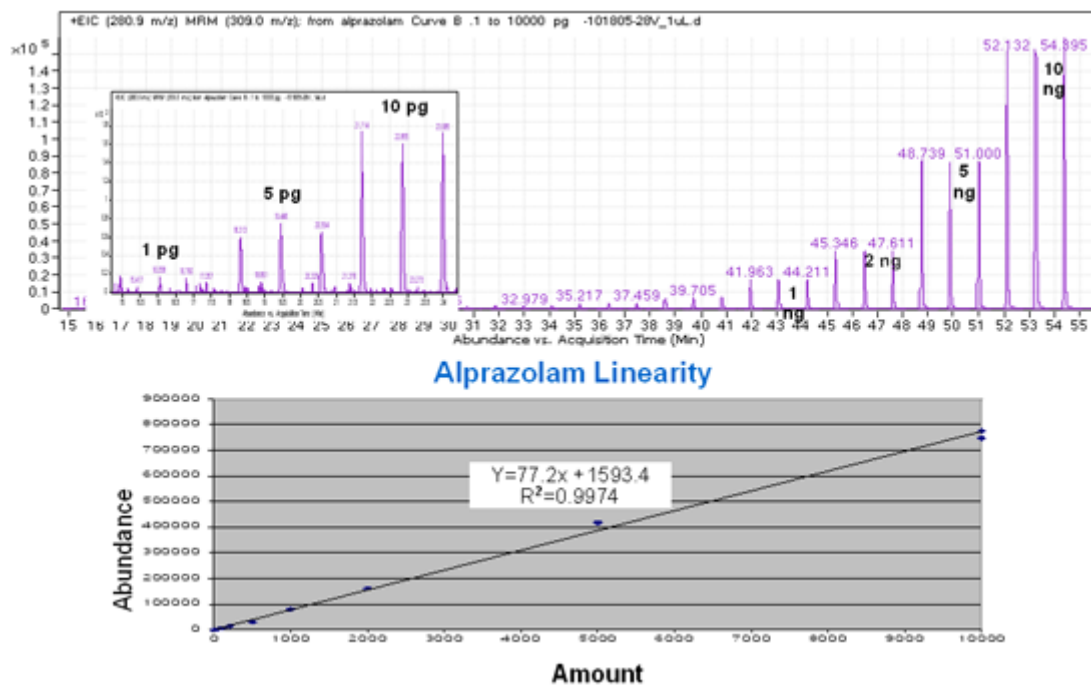 +EIC (280.9 m/z) MRM (309.0 m/z); from alprazolam Curve B .1 to 10000 pg -101805-28V_1uL.d
x10 5
1.4
1.3
1.2
1.1
1
0.9
0.8
0.7
0.6
0.5
0.4
0.3
0.2
0.1
0
10 pg
5 pg
1 pg
52.132 54.395
10
ng
48.739 51.000
5
ng
45.346 47.611
2 ng
41.963 44.211
1
ng
32.979 35.217 37.459 39.705
15 16 17 18 19 20 21 22 23 24 25 26 27 28 29 30 31 32 33 34 35 36 37 38 39 40 41 42 43 44 45 46 47 48 49 50 51 52 53 54 55
Abundance vs. Acquisition Time (Min)
Alprazolam Linearity
900000
800000
700000
600000
500000
400000
300000
200000
100000
0
Y=77.2x + 1593.4
R²=0.9974
Abundance
0 1000 2000 3000 4000 5000 6000 7000 8000 9000 10000
Amount